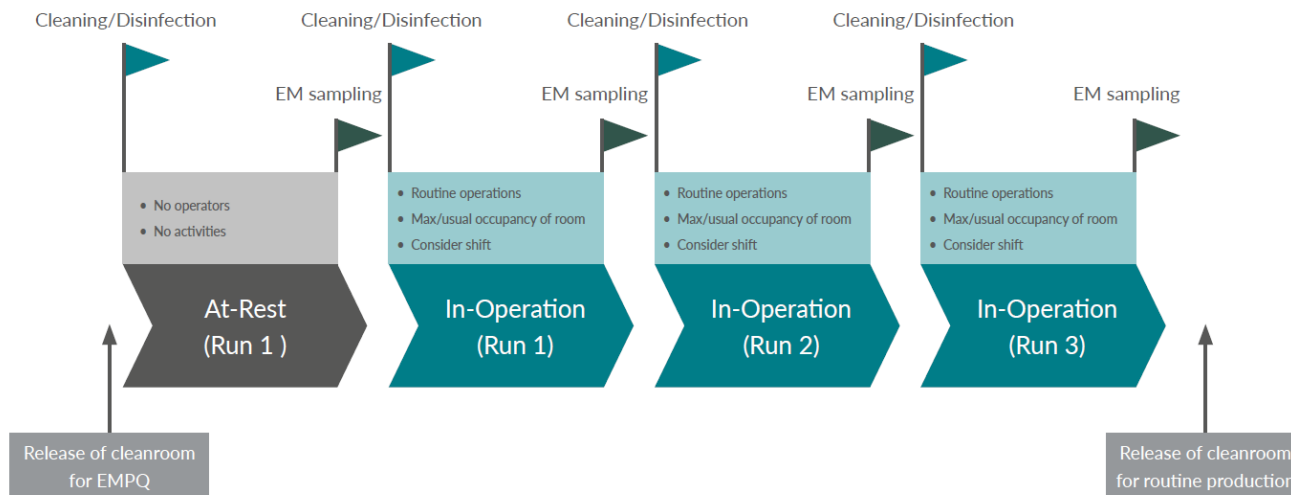 Cleaning/Disinfection
Cleaning/Disinfection
Cleaning/Disinfection
Cleaning/Disinfection
EM sampling
EM sampling
EM sampling
EM sampling
• No operators
• No activities
• Routine operations
• Max/usual occupancy of room
• Consider shift
• Routine operations
• Max/usual occupancy of room
• Consider shift
• Routine operations
• Max/usual occupancy of room
• Consider shift
At-Rest
(Run 1 )
In-Operation
(Run 1)
In-Operation
(Run 2)
In-Operation
(Run 3)
Release of cleanroom
for EMPQ
Release of cleanroom
for routine production